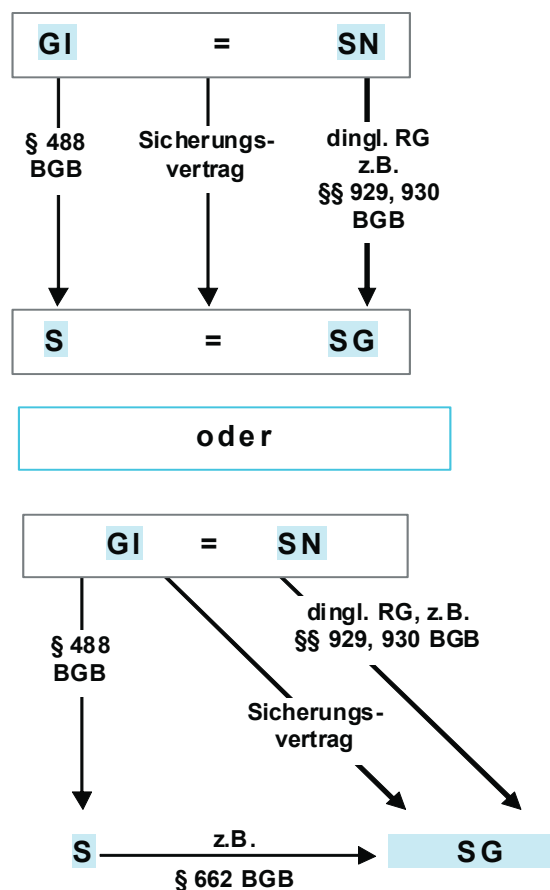 GI = SN
§ 488
BGB
Sicherungs-
vertrag
dingl. RG
z.B.
§§ 929, 930
BGB
S = SG
oder
GI = SN
§ 488
BGB
dingl. RG, z.B.
§§ 929, 930 BGB
Sicherungs-
vertrag
S
z.B.
§ 662 BGB
SG